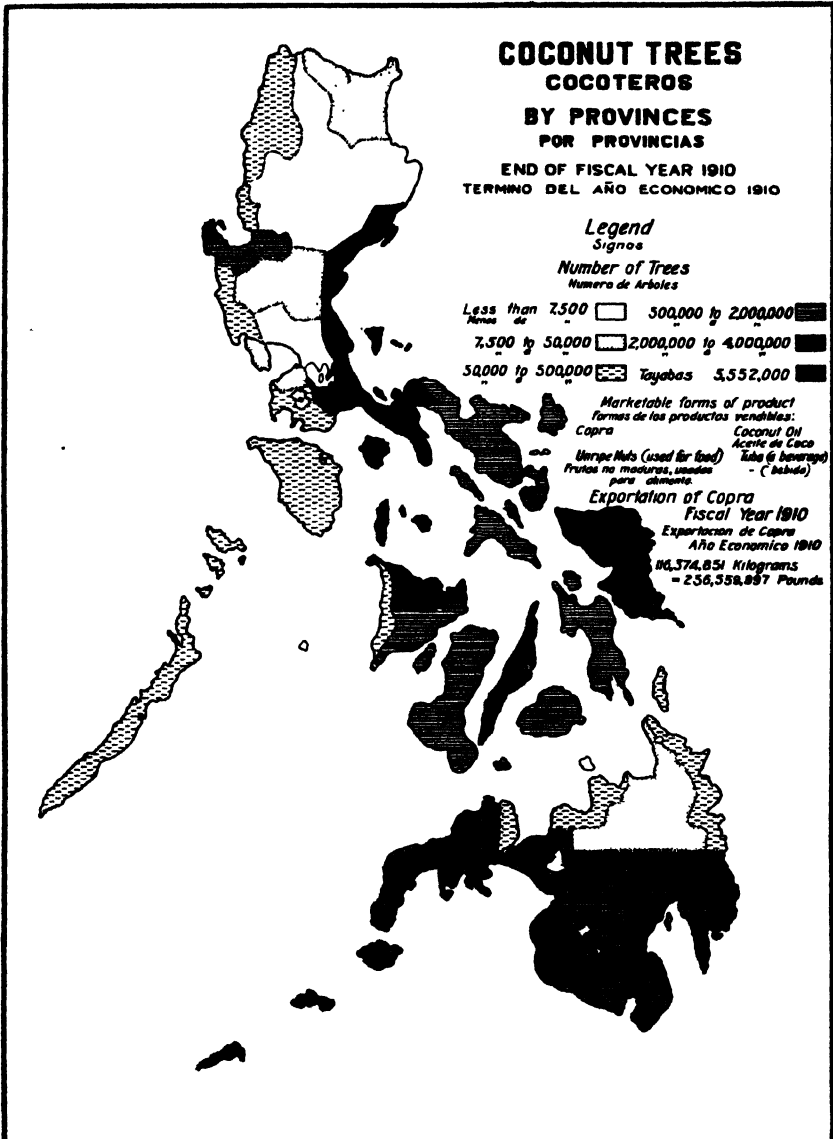 COCONUT TREES
COCOTEROS
BY PROVINCES
POR PROVINCIAS
END OF FISCAL YEAR 1910
TERMINO DEL AÑO ECONOMICO 1910
Legend
Signos
Number of Trees
Numero de Arboles
Less than 7,500
Menos de "
7,500 to 50,000
" á "
50,000 to 500,000
" á "
500,000 to 2,000,000
" á "
2,000,000 to 4,000,000
" á "
Tayabas 5,552,000
Marketable forms of product
Formas de los productos vendibles:
Copra
Coconut Oil
Aceite de Coco
Unripe Nuts (used for food)
Frutas no maduras, usadas
para alimento.
Tuba (a beverage)
- ( bebida)
Exportation of Copra
Fiscal Year 1910
Exportacion de Copra
Año Economico 1910
116,374,851 Kilograms
= 256,559,897 Pounds